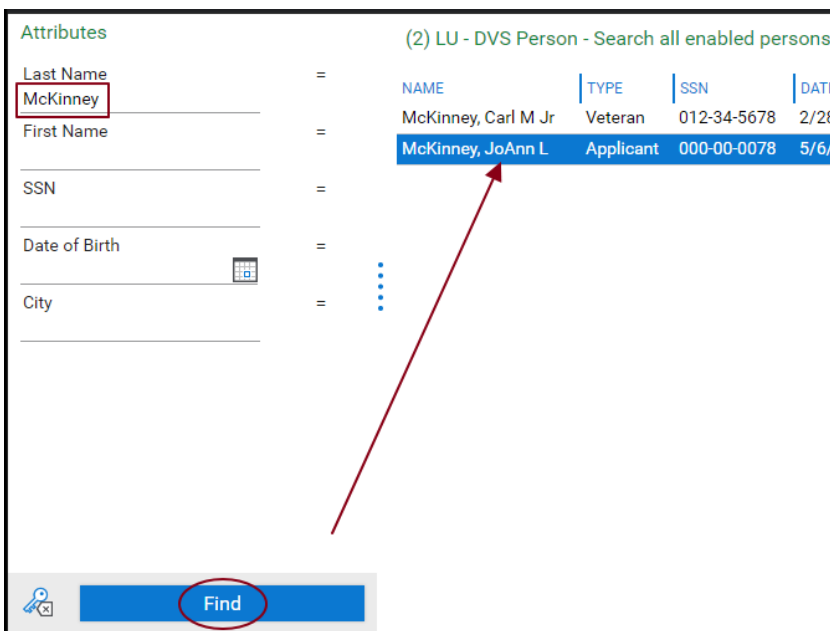 Attributes
Last Name =
McKinney
First Name =
SSN =
Date of Birth =
City =
Find
(2) LU - DVS Person - Search all enabled persons
NAME TYPE SSN
McKinney, Carl M Jr Veteran 012-34-5678
McKinney, JoAnn L Applicant 000-00-0078